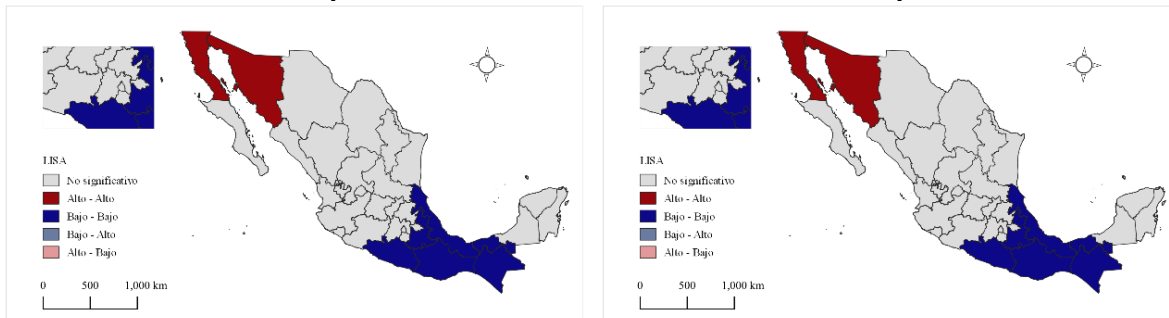 LISA
No significativo
Alto - Alto
Bajo - Bajo
Bajo - Alto
Alto - Bajo
0 500 1,000 km
LISA
No significativo
Alto - Alto
Bajo - Bajo
Bajo - Alto
Alto - Bajo
0 500 1,000 km